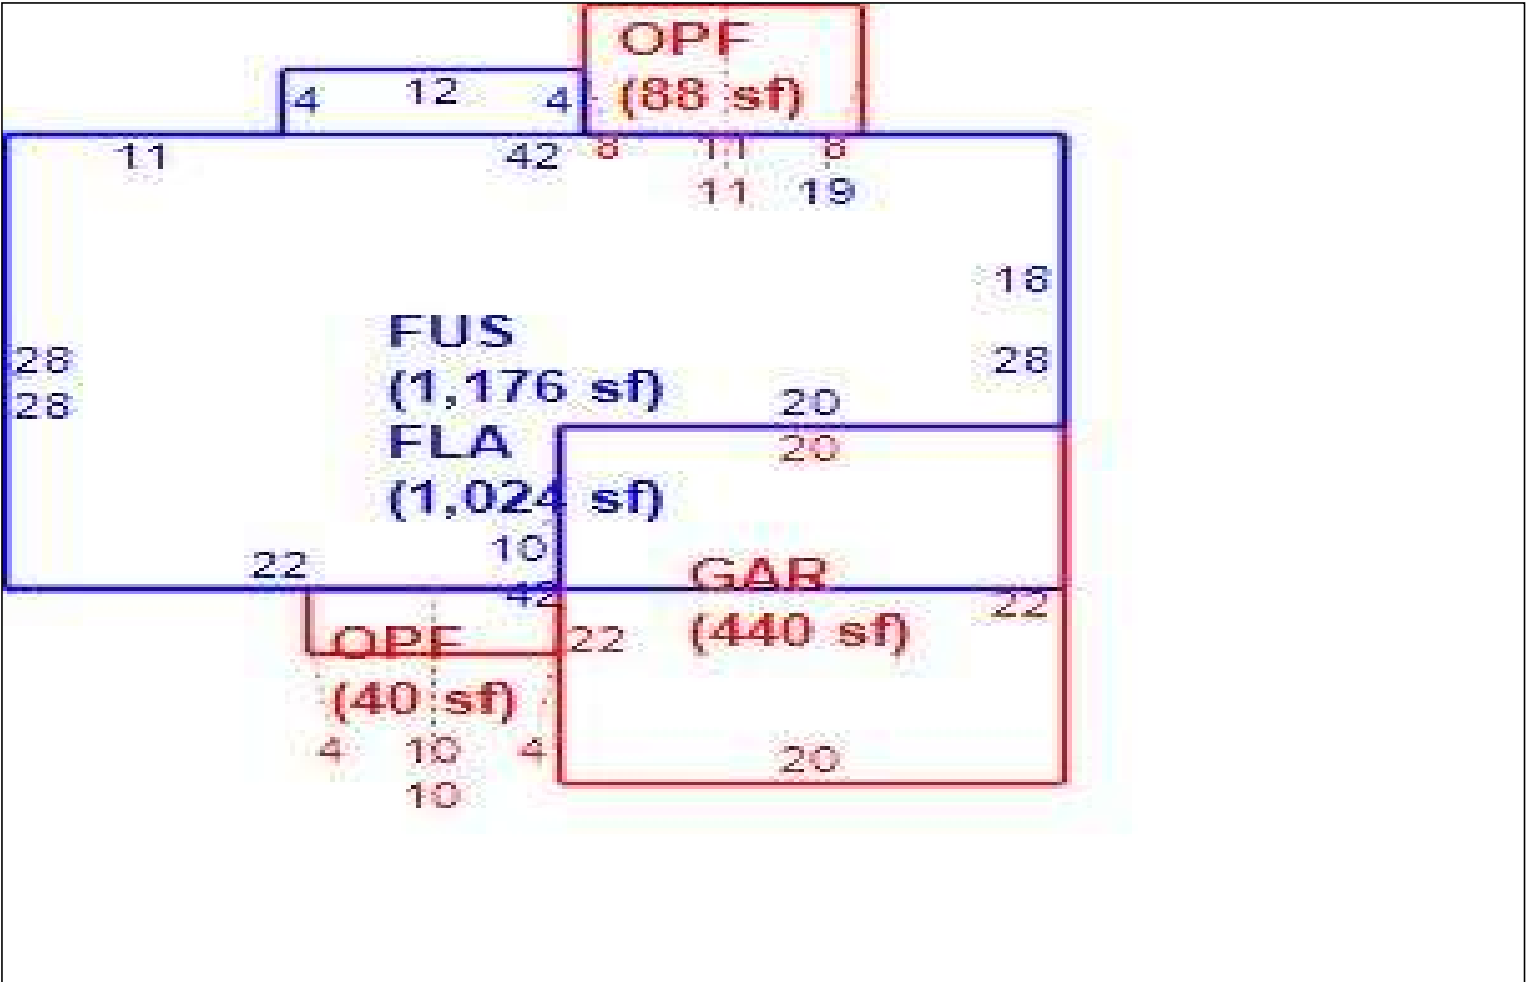 OPF
(88 sf)
4 12 4
11 42 8 11 8
11 19
18
FUS
28 28
(1,176 sf)
28 20
FLA 20
(1,024 sf)
10
22 GAR
42 22
(440 sf)
OPF 22
(40 sf)
4 10 4 20
10